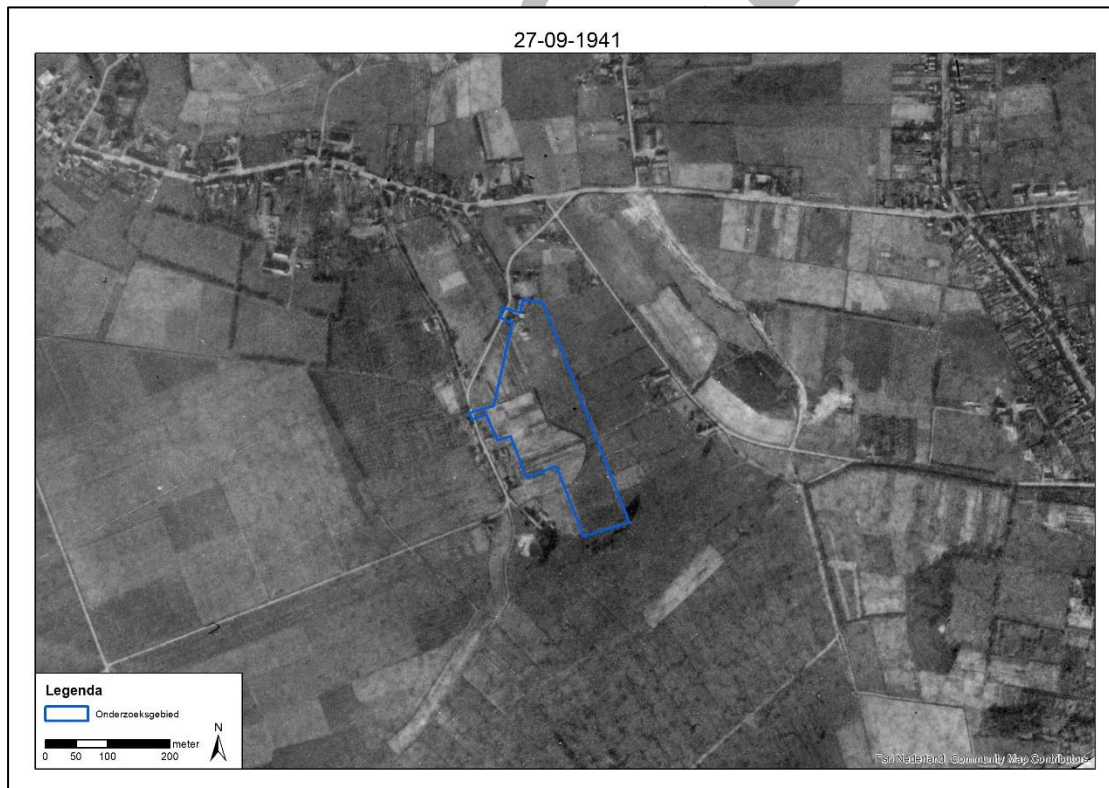 27-09-1941
Legenda
Onderzoeksgebied
N
meter
0 50 100 200
Esri Nederland, Community Map Contributors